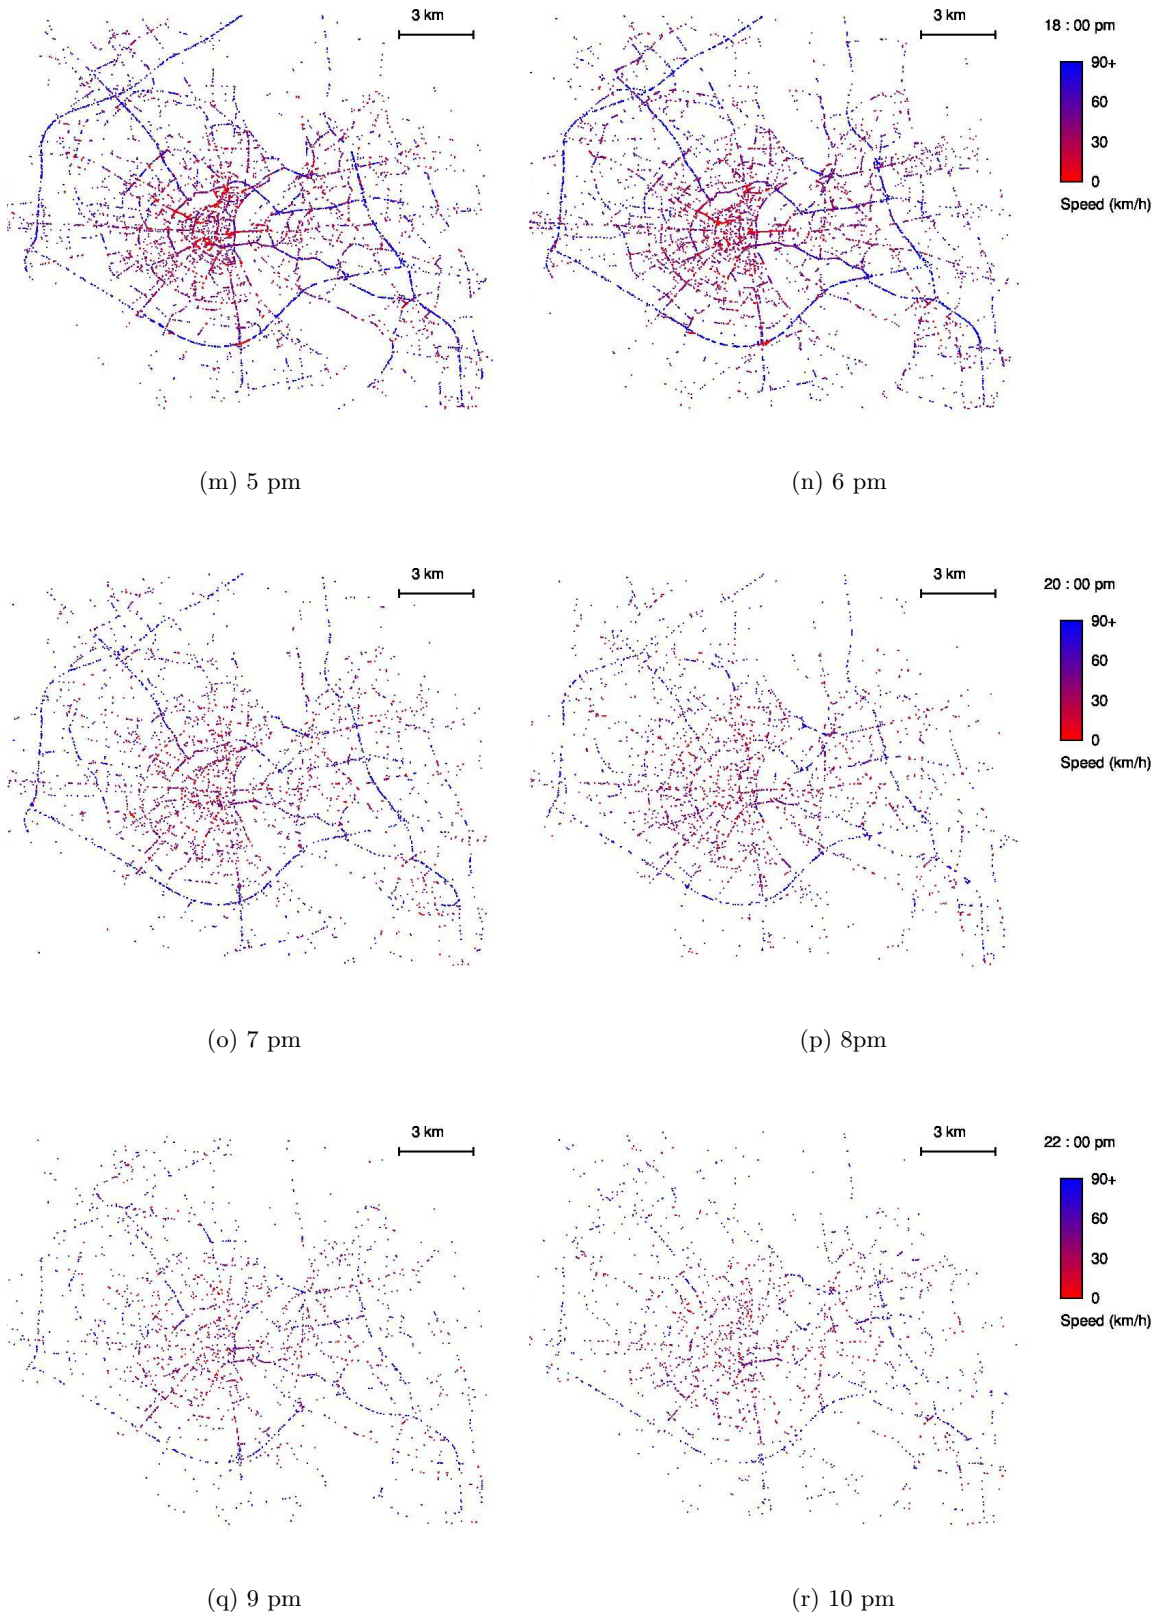 3 km
3 km
18 : 00 pm
90+
60
30
0
Speed (km/h)
(m) 5 pm
(n) 6 pm
3 km
3 km
20 : 00 pm
90+
60
30
0
Speed (km/h)
(o) 7 pm
(p) 8pm
3 km
3 km
22 : 00 pm
90+
60
30
0
Speed (km/h)
(q) 9 pm
(r) 10 pm